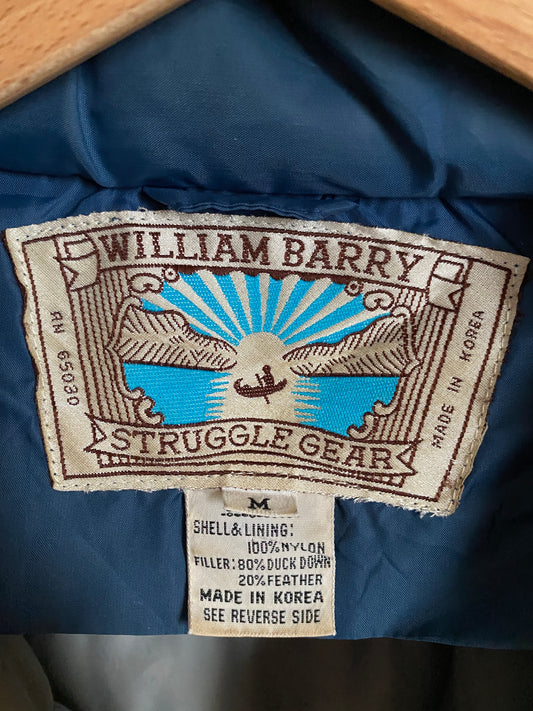 WILLIAM BARRY
RN 65080
MADE IN KOREA
STRUGGLE GEAR
M
SHELL & LINING:
100% NYLON
FILLER: 80% DUCK DOWN
20% FEATHER
MADE IN KOREA
SEE REVERSE SIDE